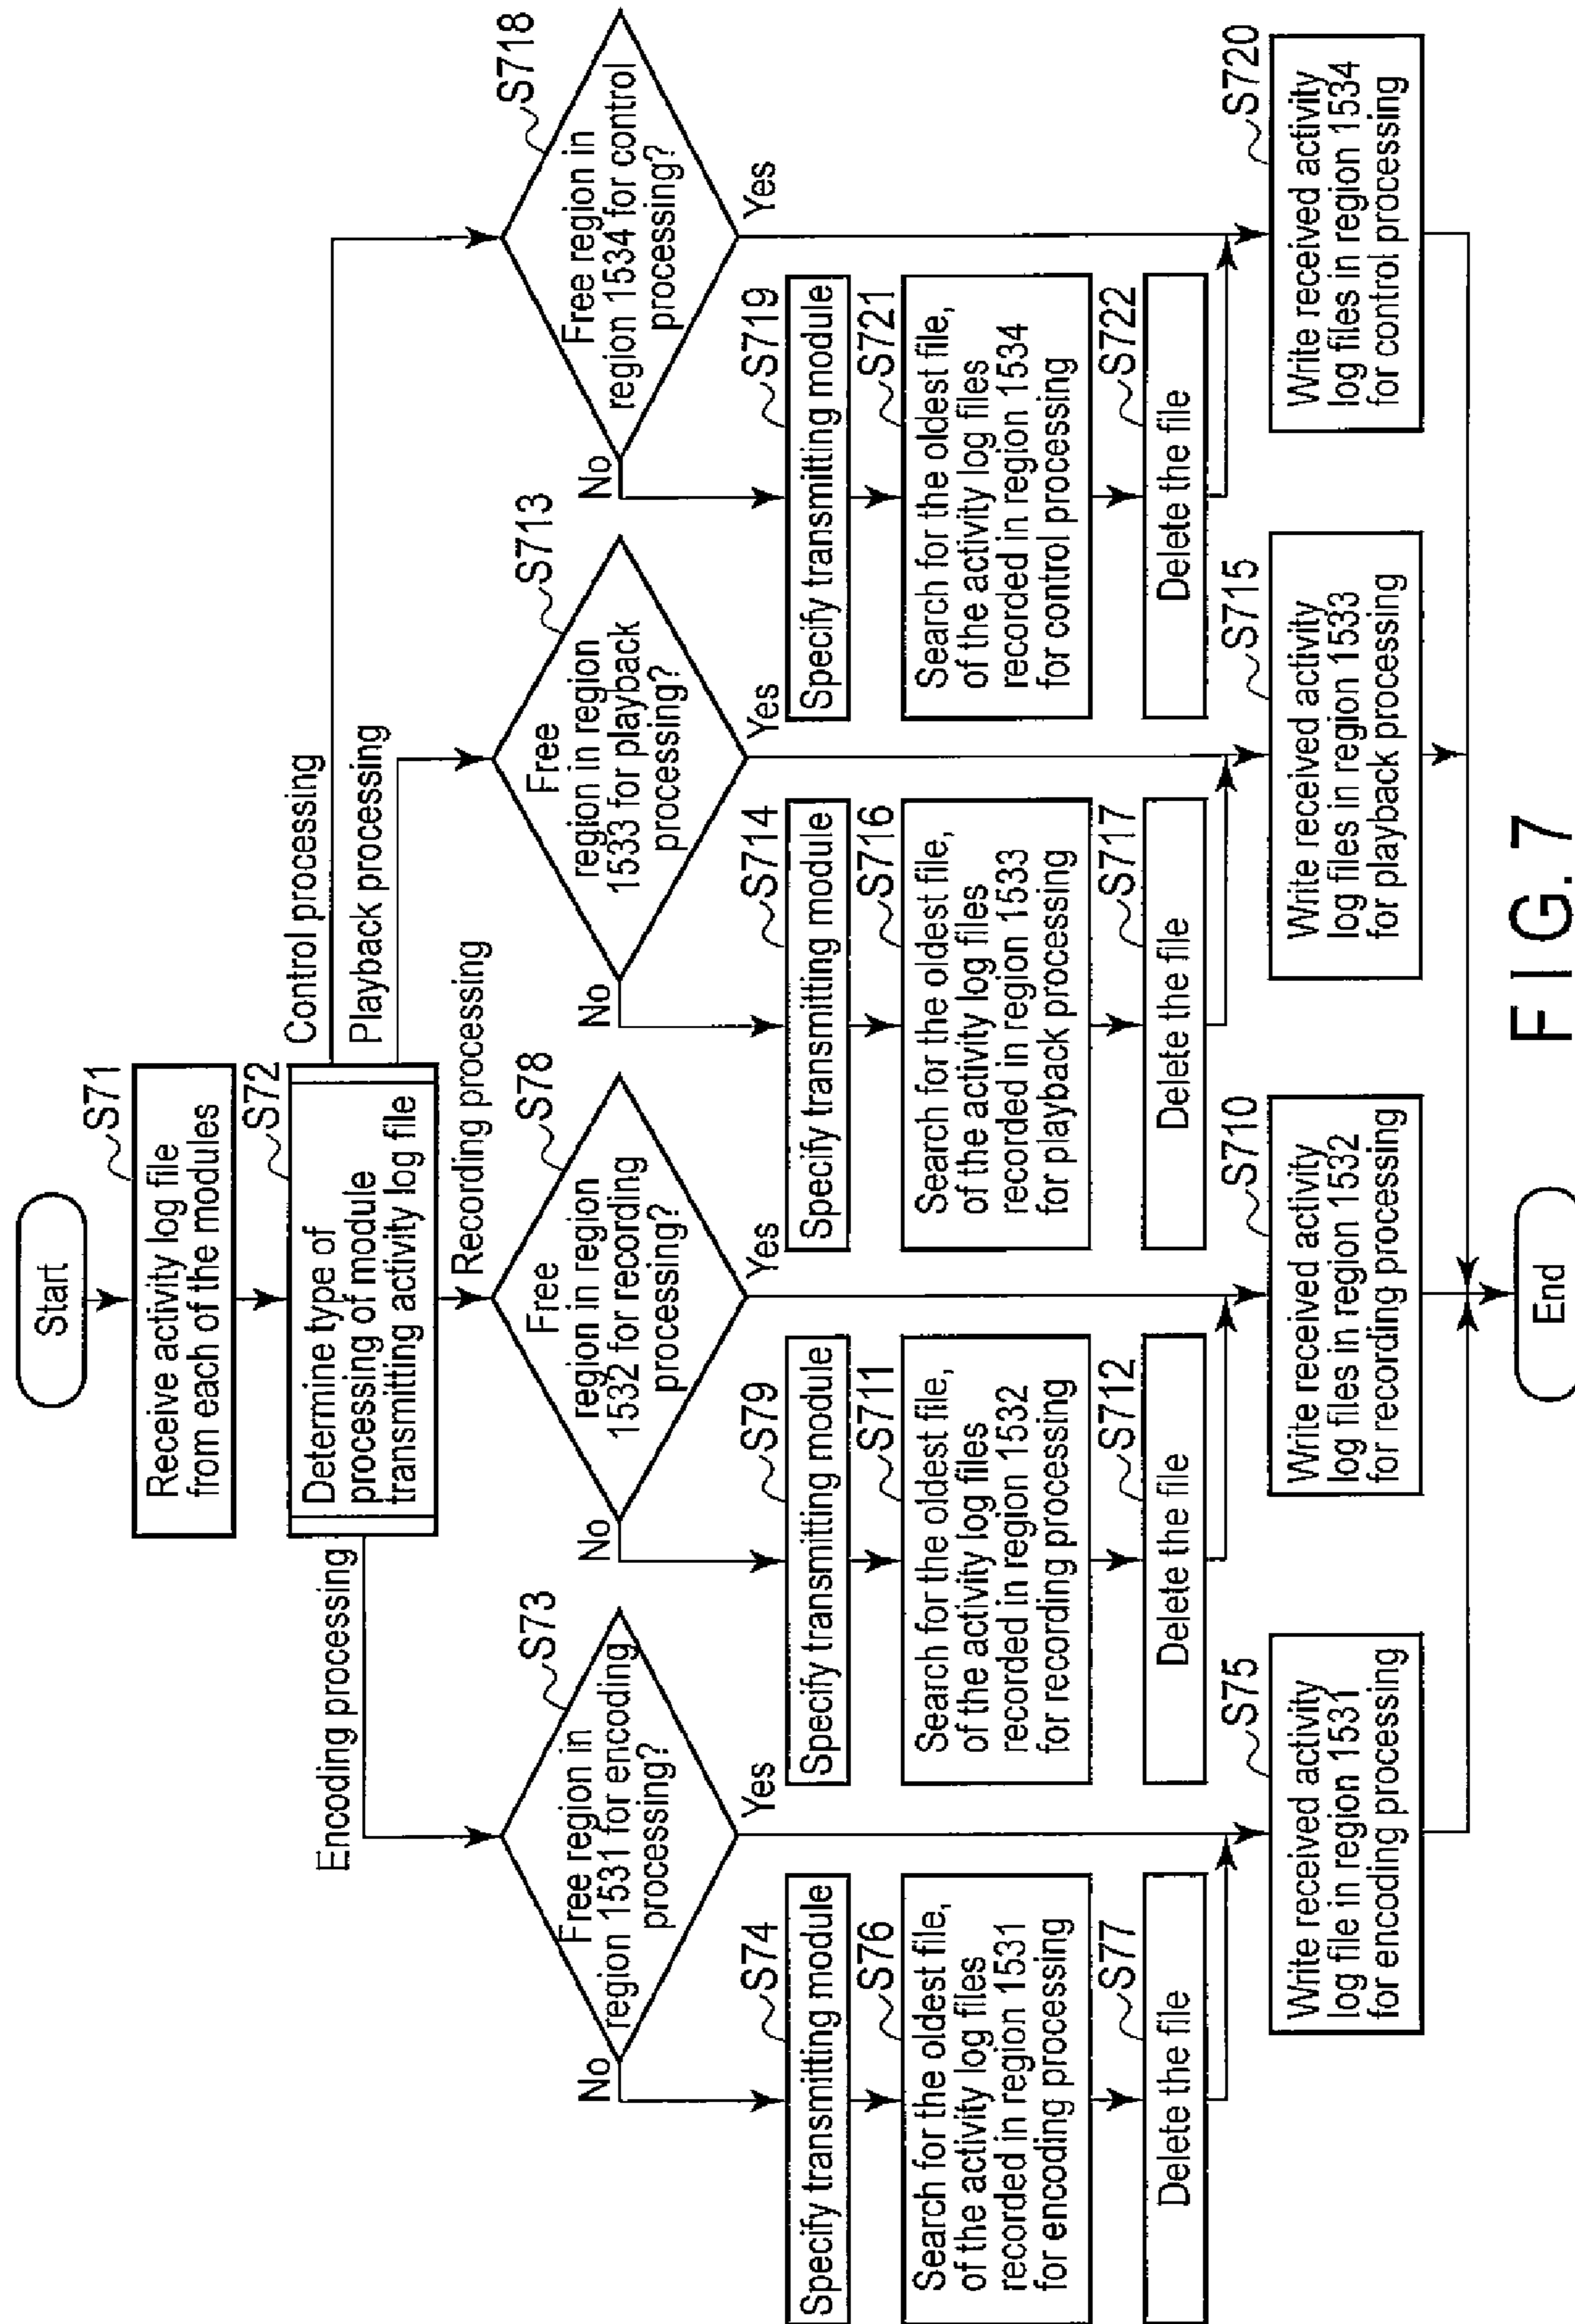 Start
S71
Receive activity log file
from each of the modules
S72
Determine type of
processing of module
transmitting activity log file
Encoding processing
Recording processing
Playback processing
Control processing
S73
Free region in
region 1531 for encoding
processing?
No
Yes
S74
Specify transmitting module
S76
Search for the oldest file,
of the activity log files
recorded in region 1531
for encoding processing
S77
Delete the file
S75
Write received activity
log file in region 1531
for encoding processing
S78
Free
region in region
1532 for recording
processing?
No
Yes
S79
Specify transmitting module
S711
Search for the oldest file,
of the activity log files
recorded in region 1532
for recording processing
S712
Delete the file
S710
Write received activity
log files in region 1532
for recording processing
S713
Free
region in region
1533 for playback
processing?
No
Yes
S714
Specify transmitting module
S716
Search for the oldest file,
of the activity log files
recorded in region 1533
for playback processing
S717
Delete the file
S715
Write received activity
log files in region 1533
for playback processing
S718
Free region in
region 1534 for control
processing?
No
Yes
S719
Specify transmitting module
S721
Search for the oldest file,
of the activity log files
recorded in region 1534
for control processing
S722
Delete the file
S720
Write received activity
log files in region 1534
for control processing
End
FIG. 7